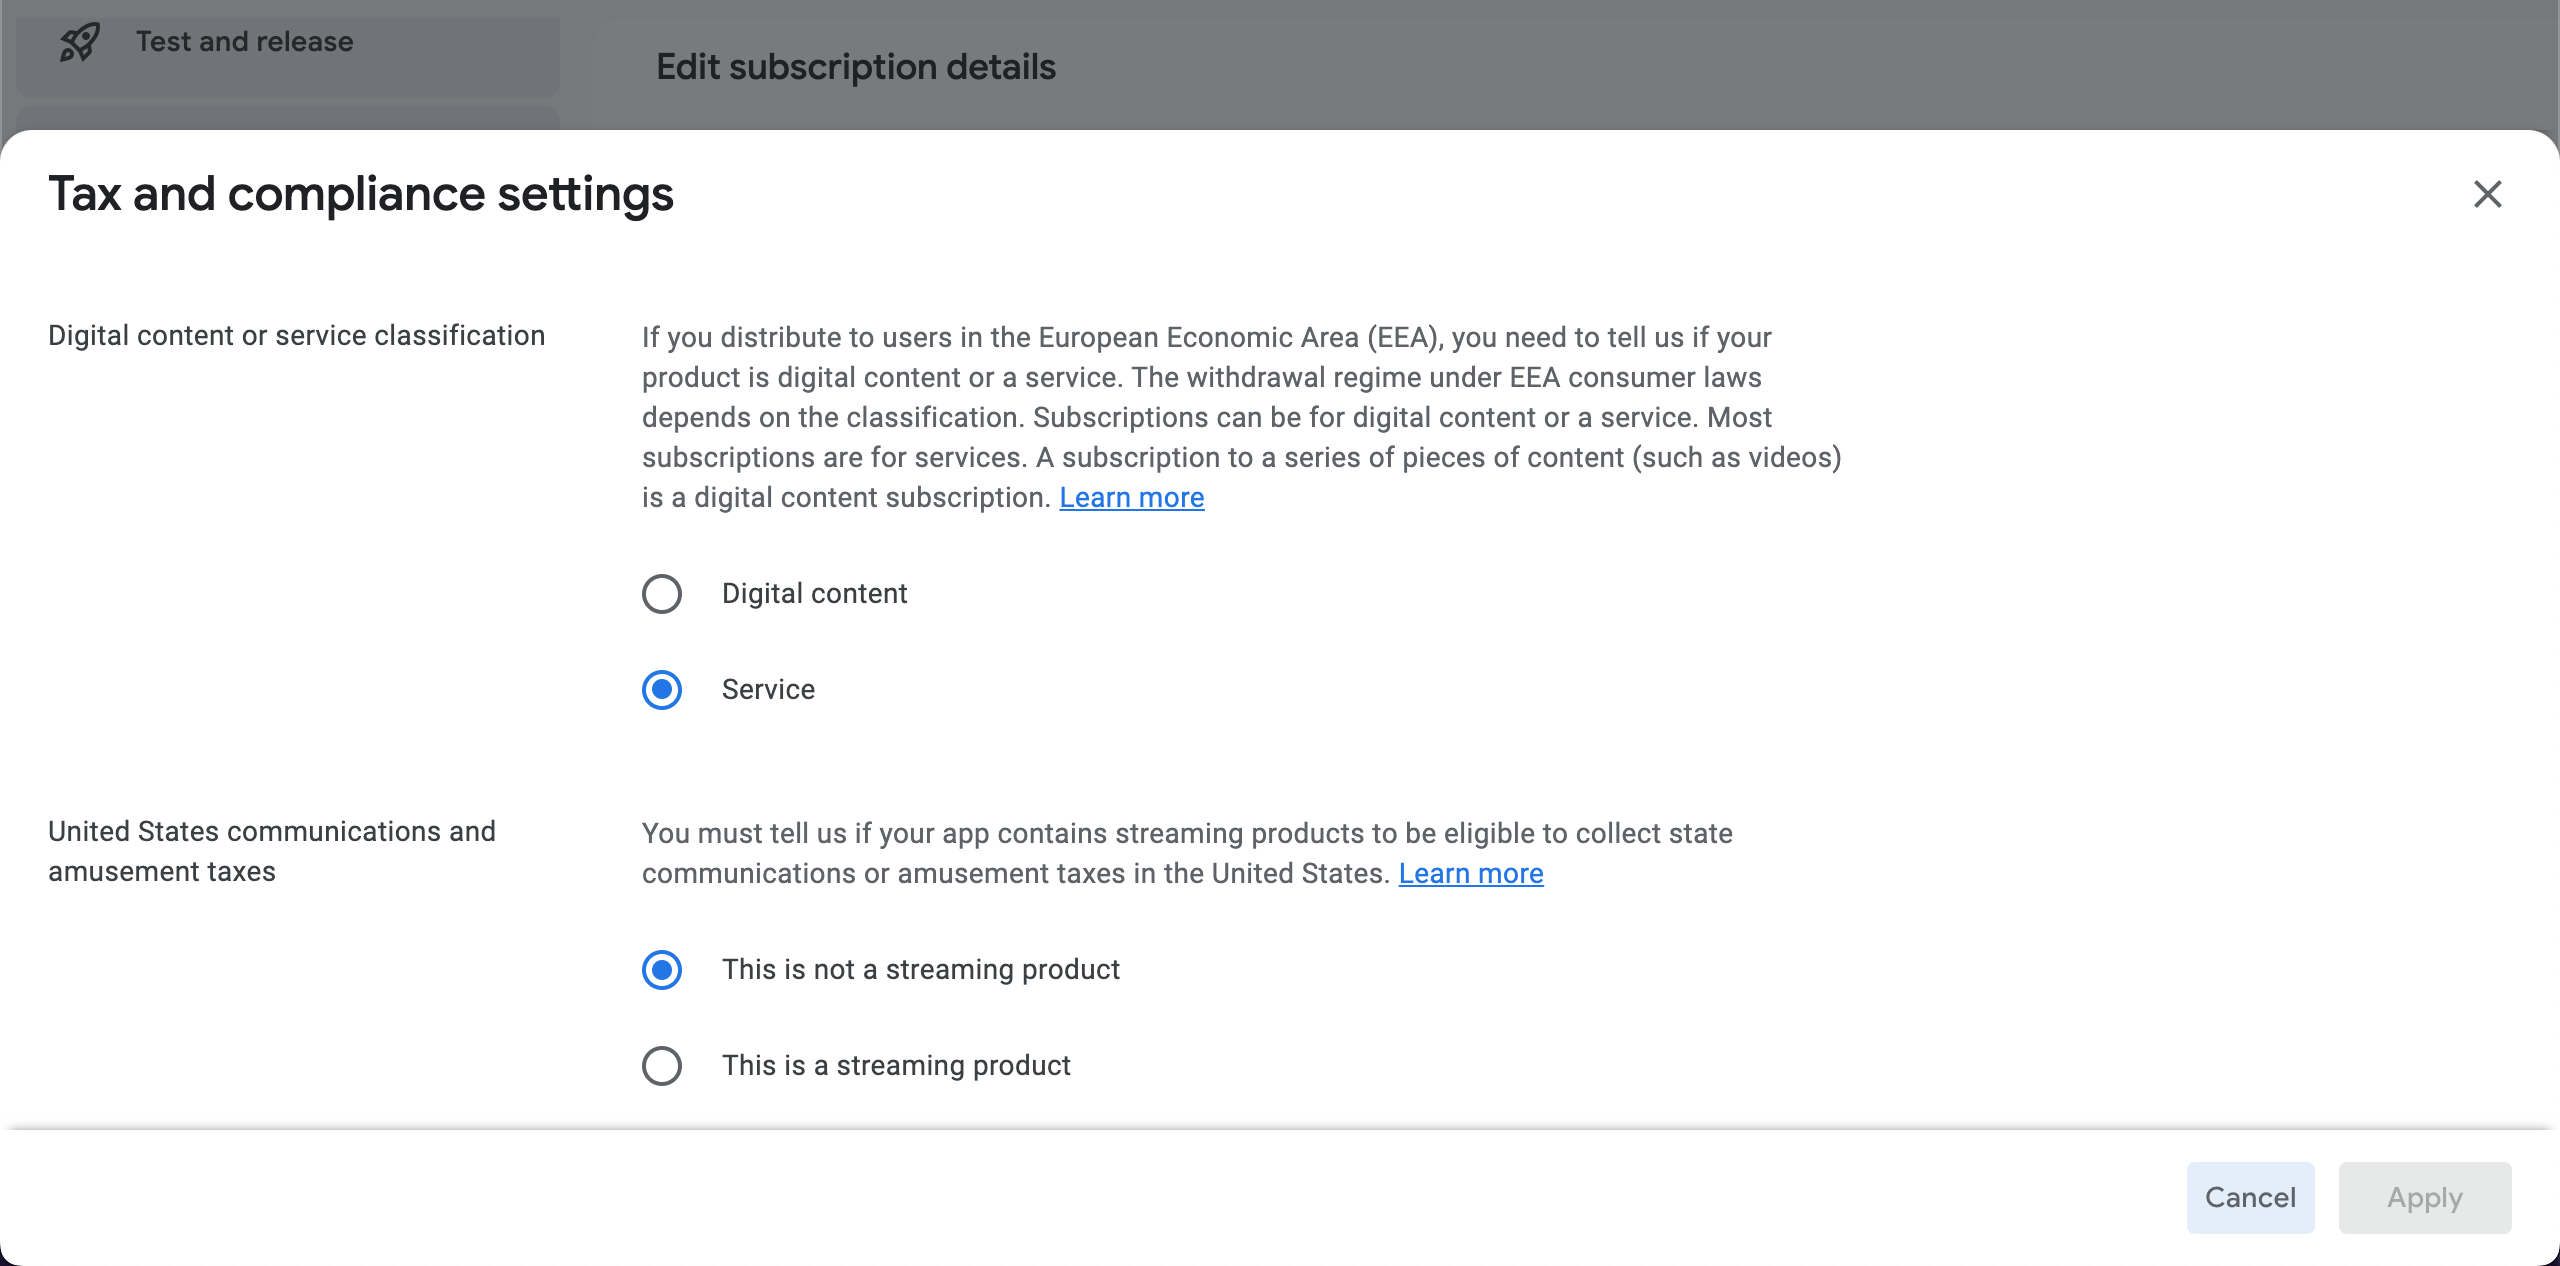 Test and release
Edit subscription details
Tax and compliance settings
Digital content or service classification
If you distribute to users in the European Economic Area (EEA), you need to tell us if your
product is digital content or a service. The withdrawal regime under EEA consumer laws
depends on the classification. Subscriptions can be for digital content or a service. Most
subscriptions are for services. A subscription to a series of pieces of content (such as videos)
is a digital content subscription. Learn more
Digital content
Service
United States communications and
amusement taxes
You must tell us if your app contains streaming products to be eligible to collect state
communications or amusement taxes in the United States. Learn more
This is not a streaming product
This is a streaming product
Cancel
Apply